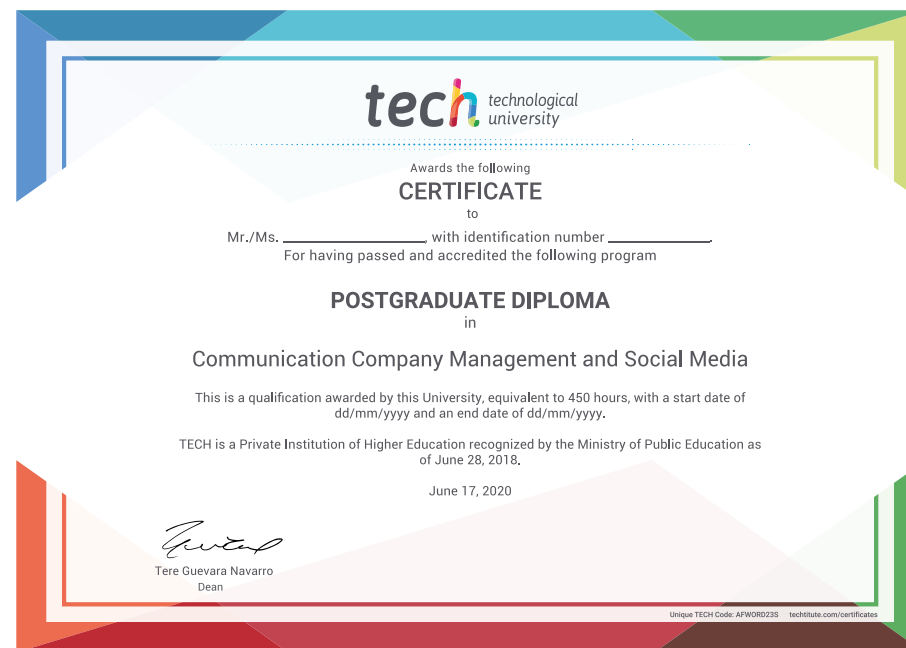 tech technological
university
Awards the following
CERTIFICATE
to
Mr./Ms. ____________, with identification number ____________.
For having passed and accredited the following program
POSTGRADUATE DIPLOMA
in
Communication Company Management and Social Media
This is a qualification awarded by this University, equivalent to 450 hours, with a start date of
dd/mm/yyyy and an end date of dd/mm/yyyy.
TECH is a Private Institution of Higher Education recognized by the Ministry of Public Education as
of June 28, 2018.
June 17, 2020
Tere Guevara Navarro
Dean
Unique TECH Code: AFWORD23S techtitute.com/certificates